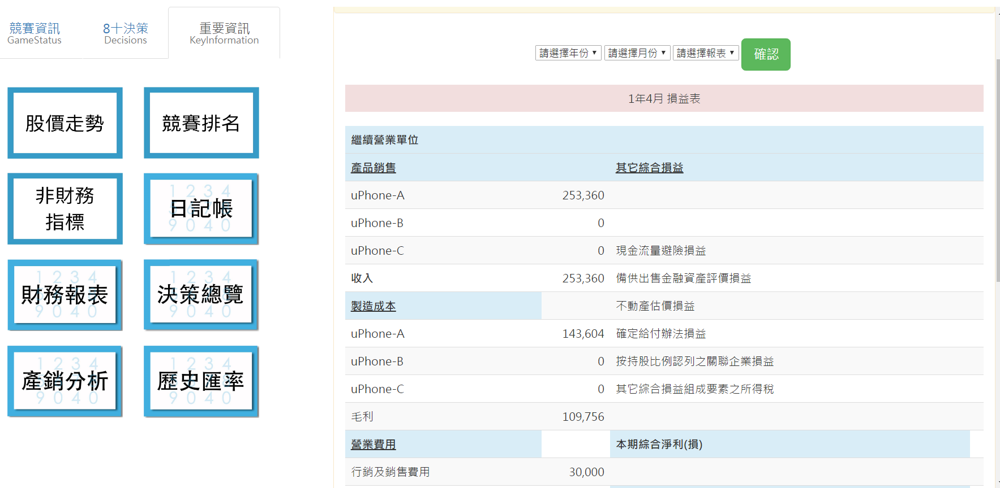 競賽資訊
GameStatus
8十決策
Decisions
重要資訊
KeyInformation
股價走勢
競賽排名
非財務
指標
1 2 3 4
日記帳
9 0 4 0
1 2 3 4
財務報表
9 0 4 0
1 2 3 4
決策總覽
9 0 4 0
1 2 3 4
產銷分析
9 0 4 0
1 2 3 4
歷史匯率
9 0 4 0
請選擇年份 請選擇月份 請選擇報表 確認
1年4月 損益表
繼續營業單位
產品銷售 其它綜合損益
uPhone-A 253,360
uPhone-B 0
uPhone-C 0 現金流量避險損益
收入 253,360 備供出售金融資產評價損益
製造成本 不動產估價損益
uPhone-A 143,604 確定給付辦法損益
uPhone-B 0 按持股比例認列之關聯企業損益
uPhone-C 0 其它綜合損益組成要素之所得稅
毛利 109,756
營業費用 本期綜合淨利(損)
行銷及銷售費用 30,000